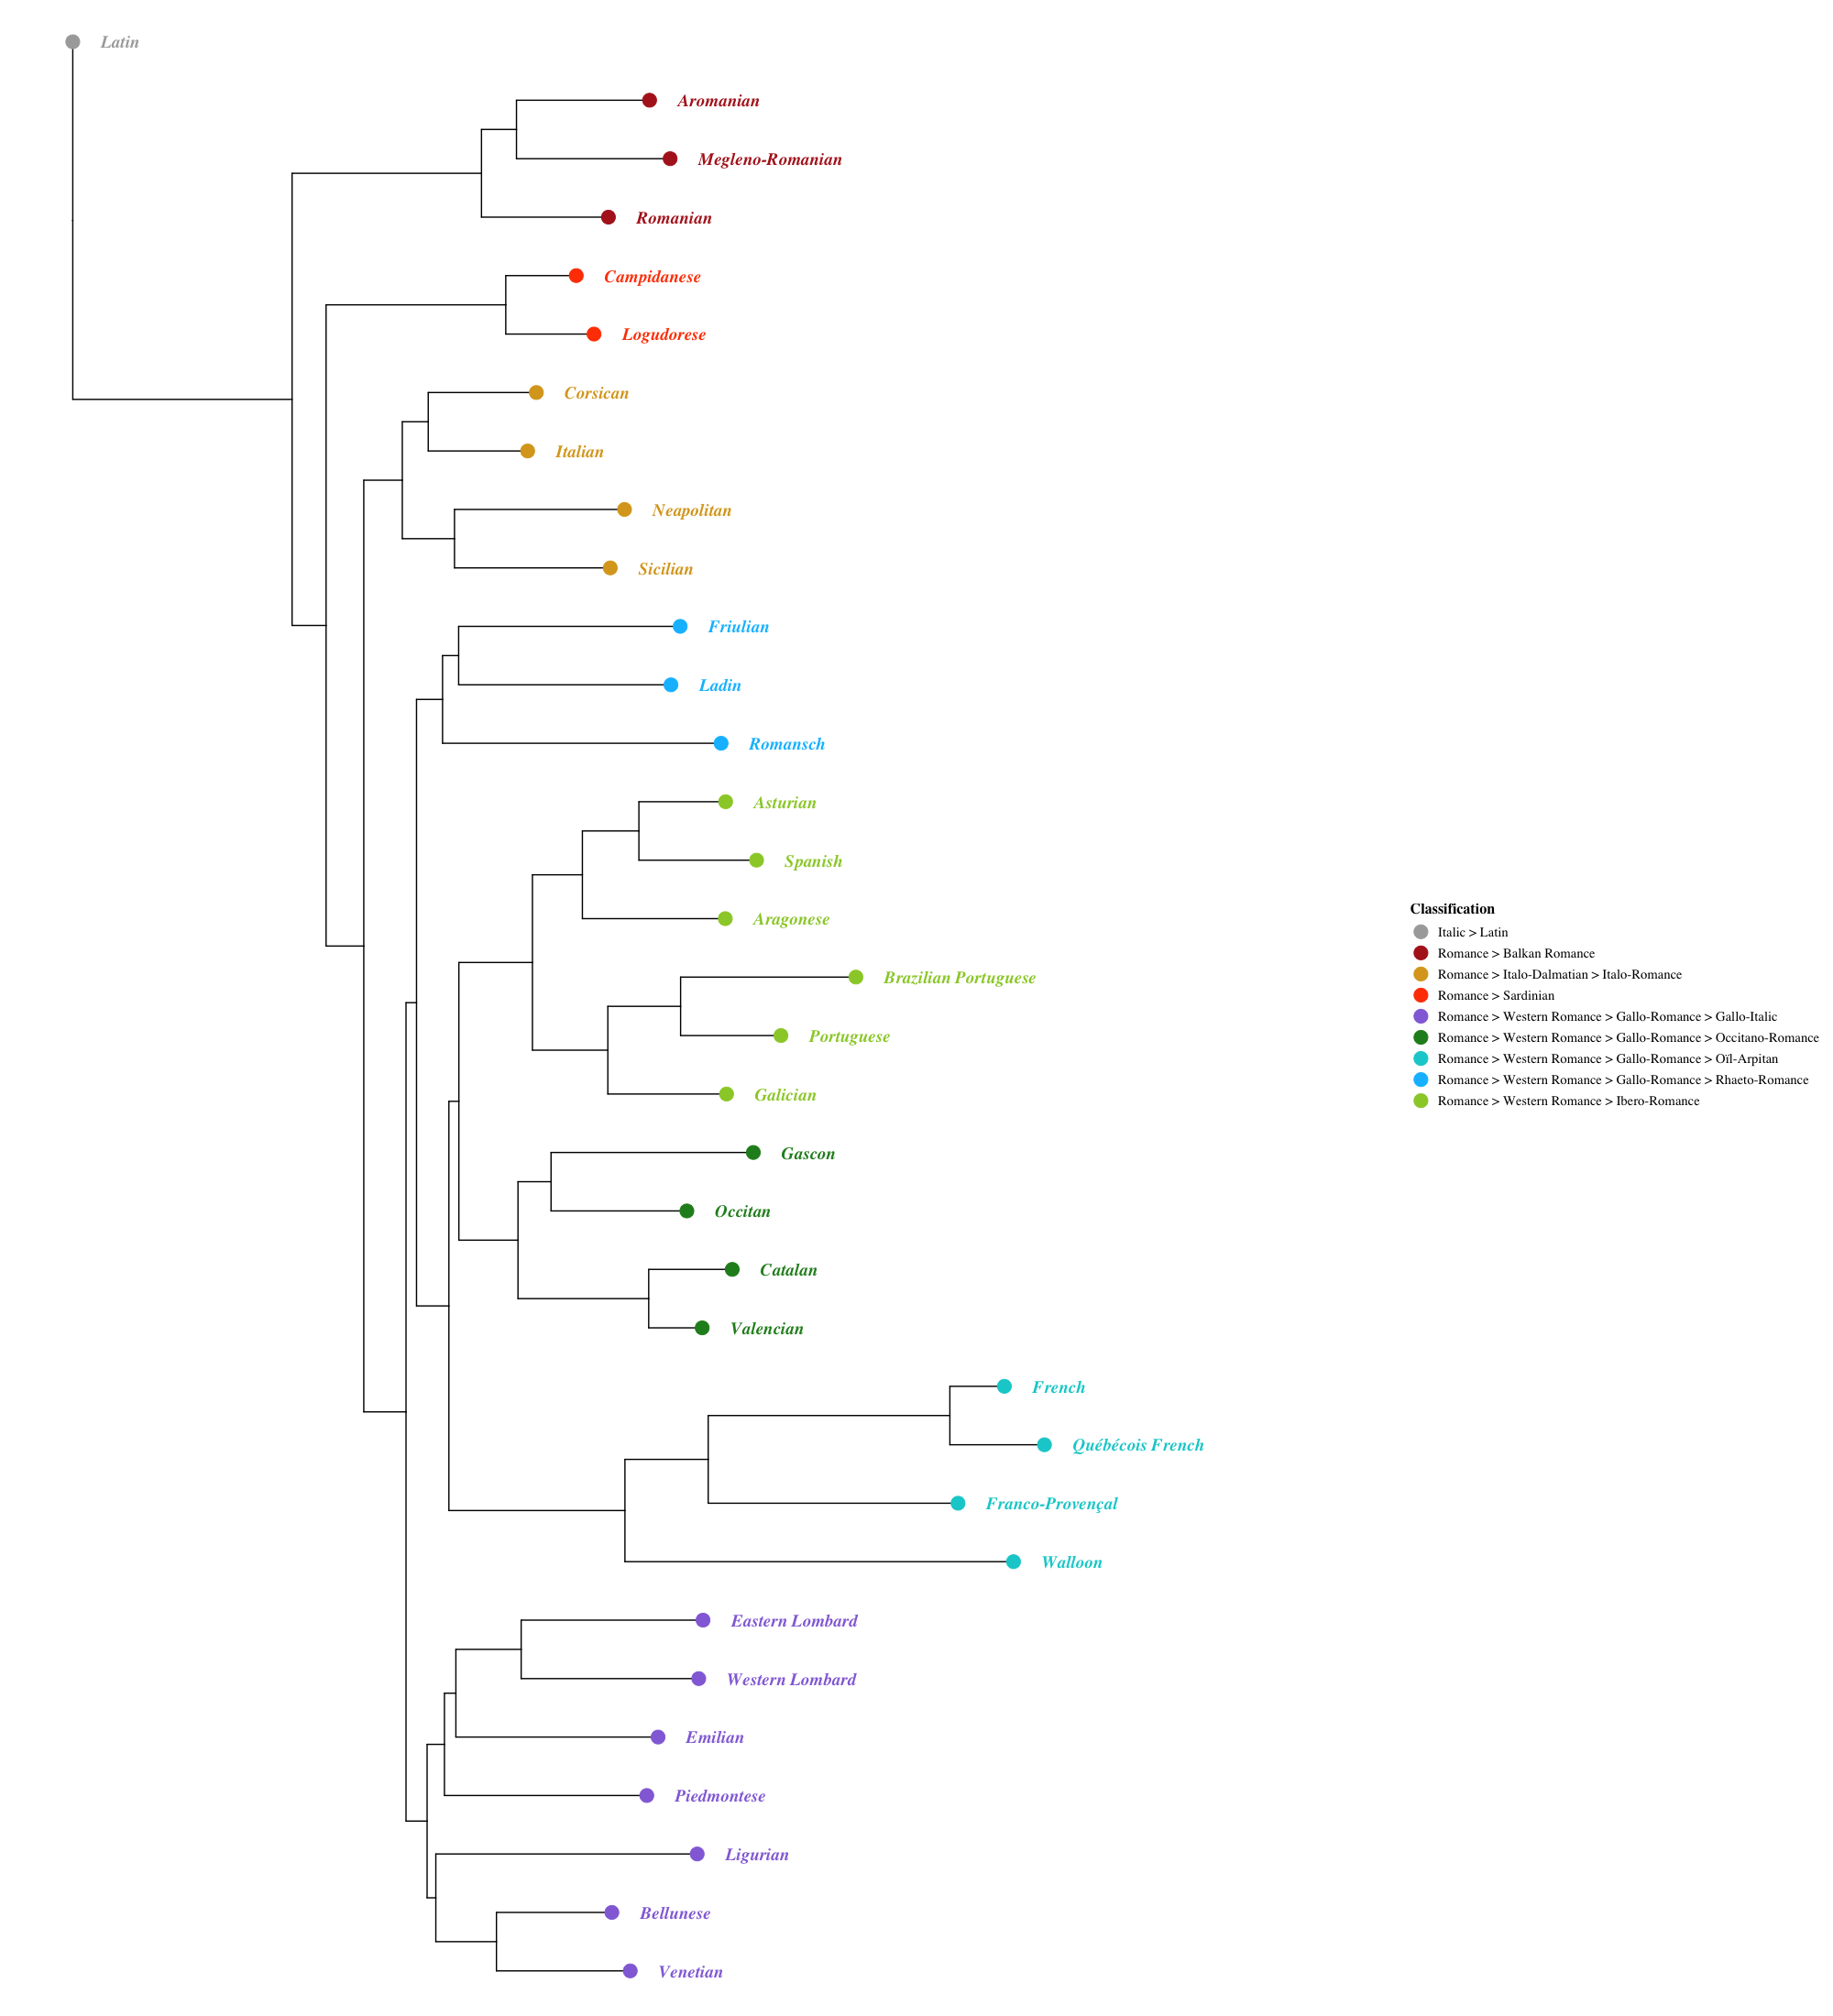 Latin
Aromanian
Megleno-Romanian
Romanian
Campidanese
Logudorese
Corsican
Italian
Neapolitan
Sicilian
Friulian
Ladin
Romansch
Asturian
Spanish
Aragonese
Brazilian Portuguese
Portuguese
Galician
Gascon
Occitan
Catalan
Valencian
French
Québécois French
Franco-Provençal
Walloon
Eastern Lombard
Western Lombard
Emilian
Piedmontese
Ligurian
Bellunese
Venetian
Classification
Italic > Latin
Romance > Balkan Romance
Romance > Italo-Dalmatian > Italo-Romance
Romance > Sardinian
Romance > Western Romance > Gallo-Romance > Gallo-Italic
Romance > Western Romance > Gallo-Romance > Occitano-Romance
Romance > Western Romance > Gallo-Romance > Oïl-Arpitan
Romance > Western Romance > Gallo-Romance > Rhaeto-Romance
Romance > Western Romance > Ibero-Romance